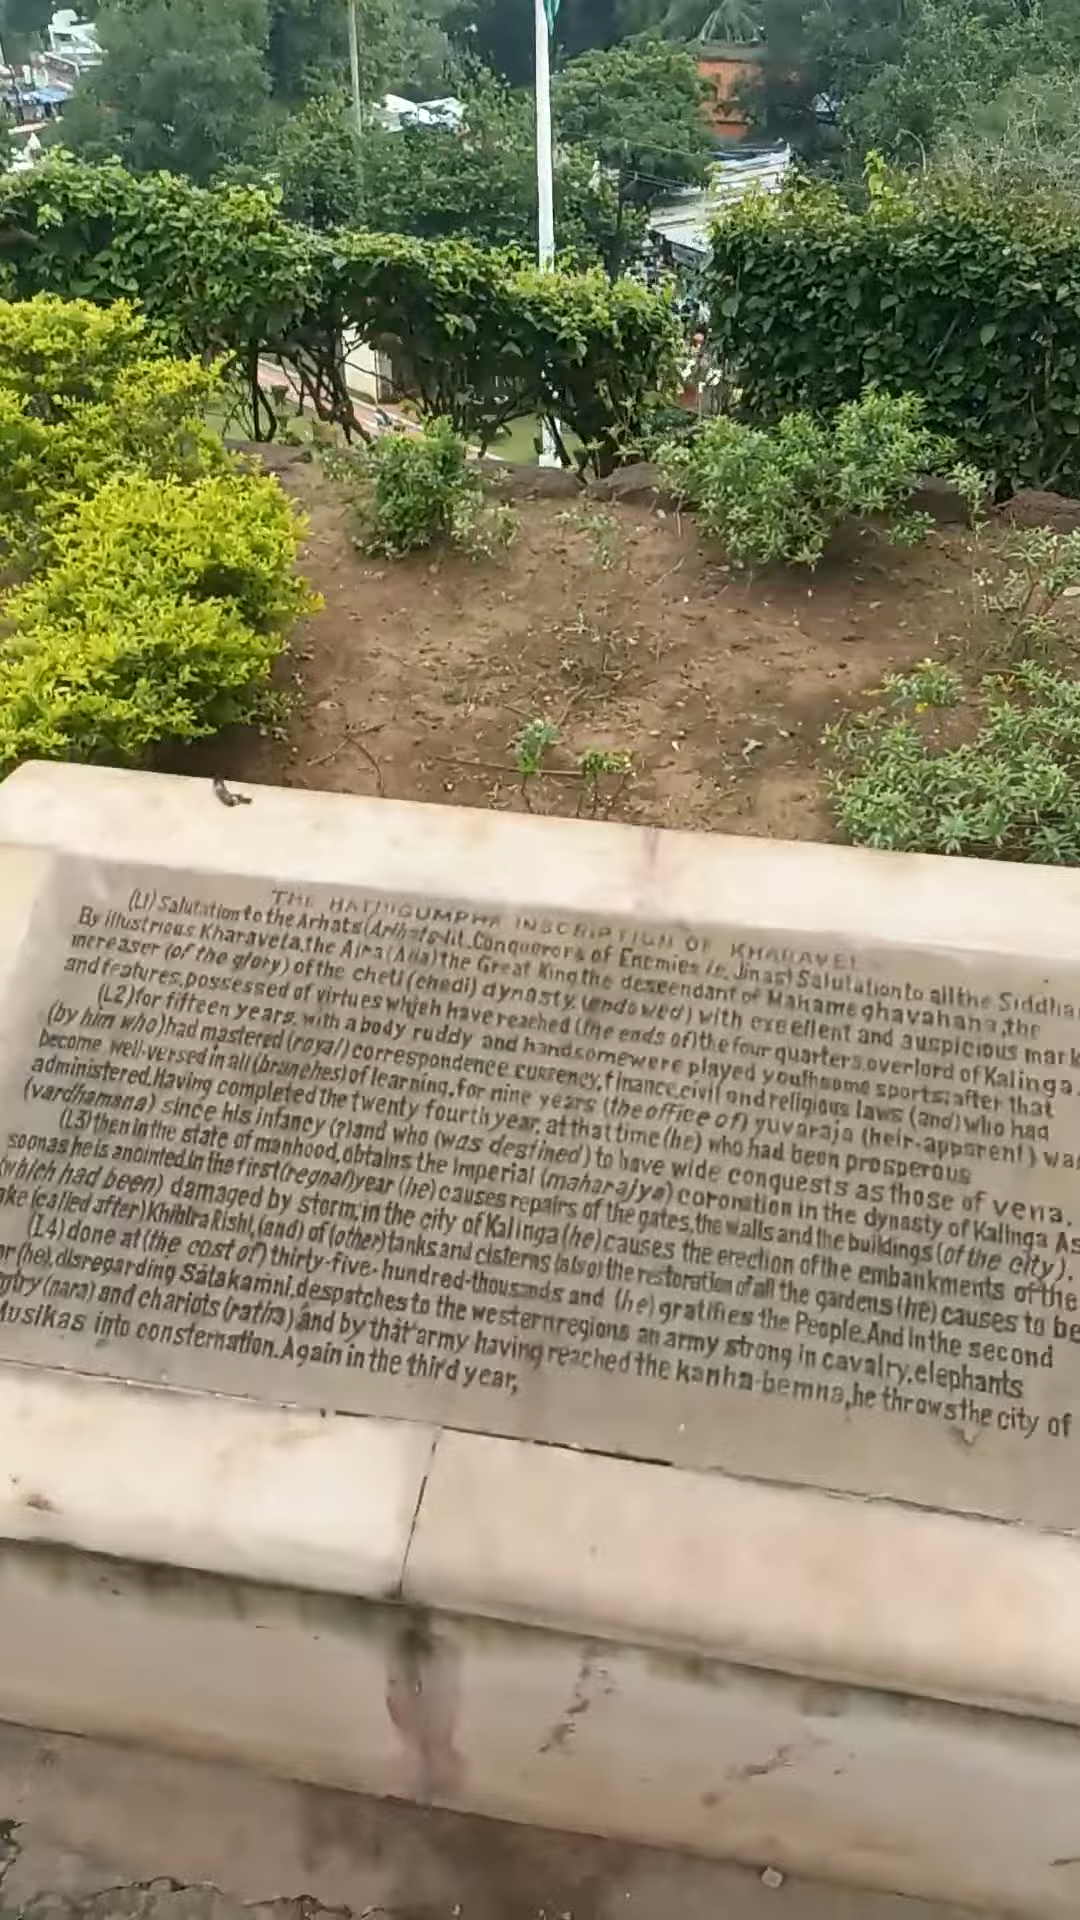 THE HATHIGUMPHA INSCRIPTION OF KHARAVEL
(L1) Salutation to the Arhats (Arihats-lit. Conquerors of Enemies ie. Jinas) Salutation to all the Siddha
By illustrious Kharavela, the Aira (Aila) the Great King the descendant of Mahameghavahana, the
increaser (of the glory) of the cheti (chedi) dynasty, (endowed) with excellent and auspicious mark
and features, possessed of virtues which have reached (the ends of) the four quarters, overlord of Kalinga,
(L2) for fifteen years, with a body ruddy and handsome were played youthsome sports; after that
(by him who) had mastered (royal) correspondence, currency, finance, civil and religious laws (and) who had
become well-versed in all (branches) of learning, for nine years (the office of) yuvaraja (heir-apparent) wa
administered. Having completed the twenty fourth year, at that time (he) who had been prosperous
(vardhamana) since his infancy (?) and who (was destined) to have wide conquests as those of vena,
(L3) then in the state of manhood, obtains the imperial (maharajya) coronation in the dynasty of Kalinga As
soon as he is anointed, in the first (regnal) year (he) causes repairs of the gates, the walls and the buildings (of the city),
(which had been) damaged by storm; in the city of Kalinga (he) causes the erection of the embankments of the
ake (called after) Khibira Rishi, (and) of (other) tanks and cisterns (also) the restoration of all the gardens (he) causes to be
(L4) done at (the cost of) thirty-five-hundred-thousands and (he) gratifies the People. And in the second
ar (he), disregarding Satakamni, despatches to the western regions an army strong in cavalry, elephants
ntry (nara) and chariots (ratha) and by that army having reached the kanha-bemna, he throws the city of
Musikas into consternation. Again in the third year,